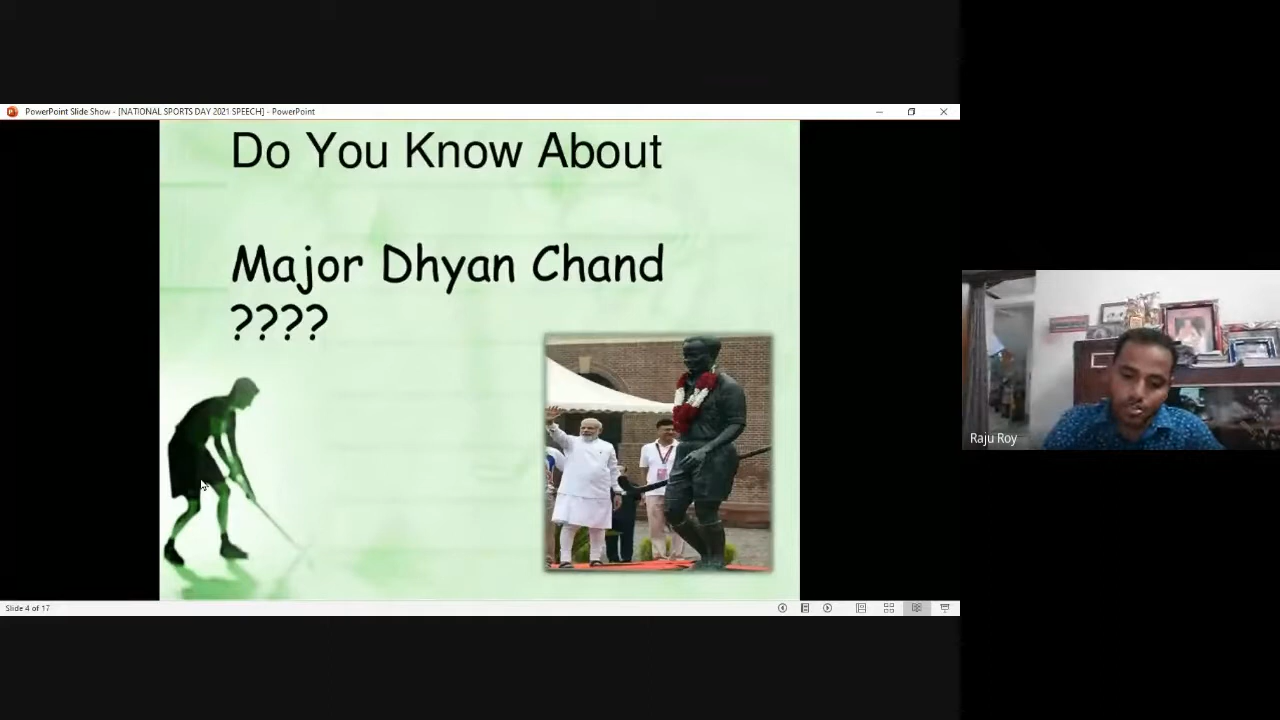 PowerPoint Slide Show - [NATIONAL SPORTS DAY 2021 SPEECH] - PowerPoint
Do You Know About
Major Dhyan Chand
????
Raju Roy
Slide 4 of 17